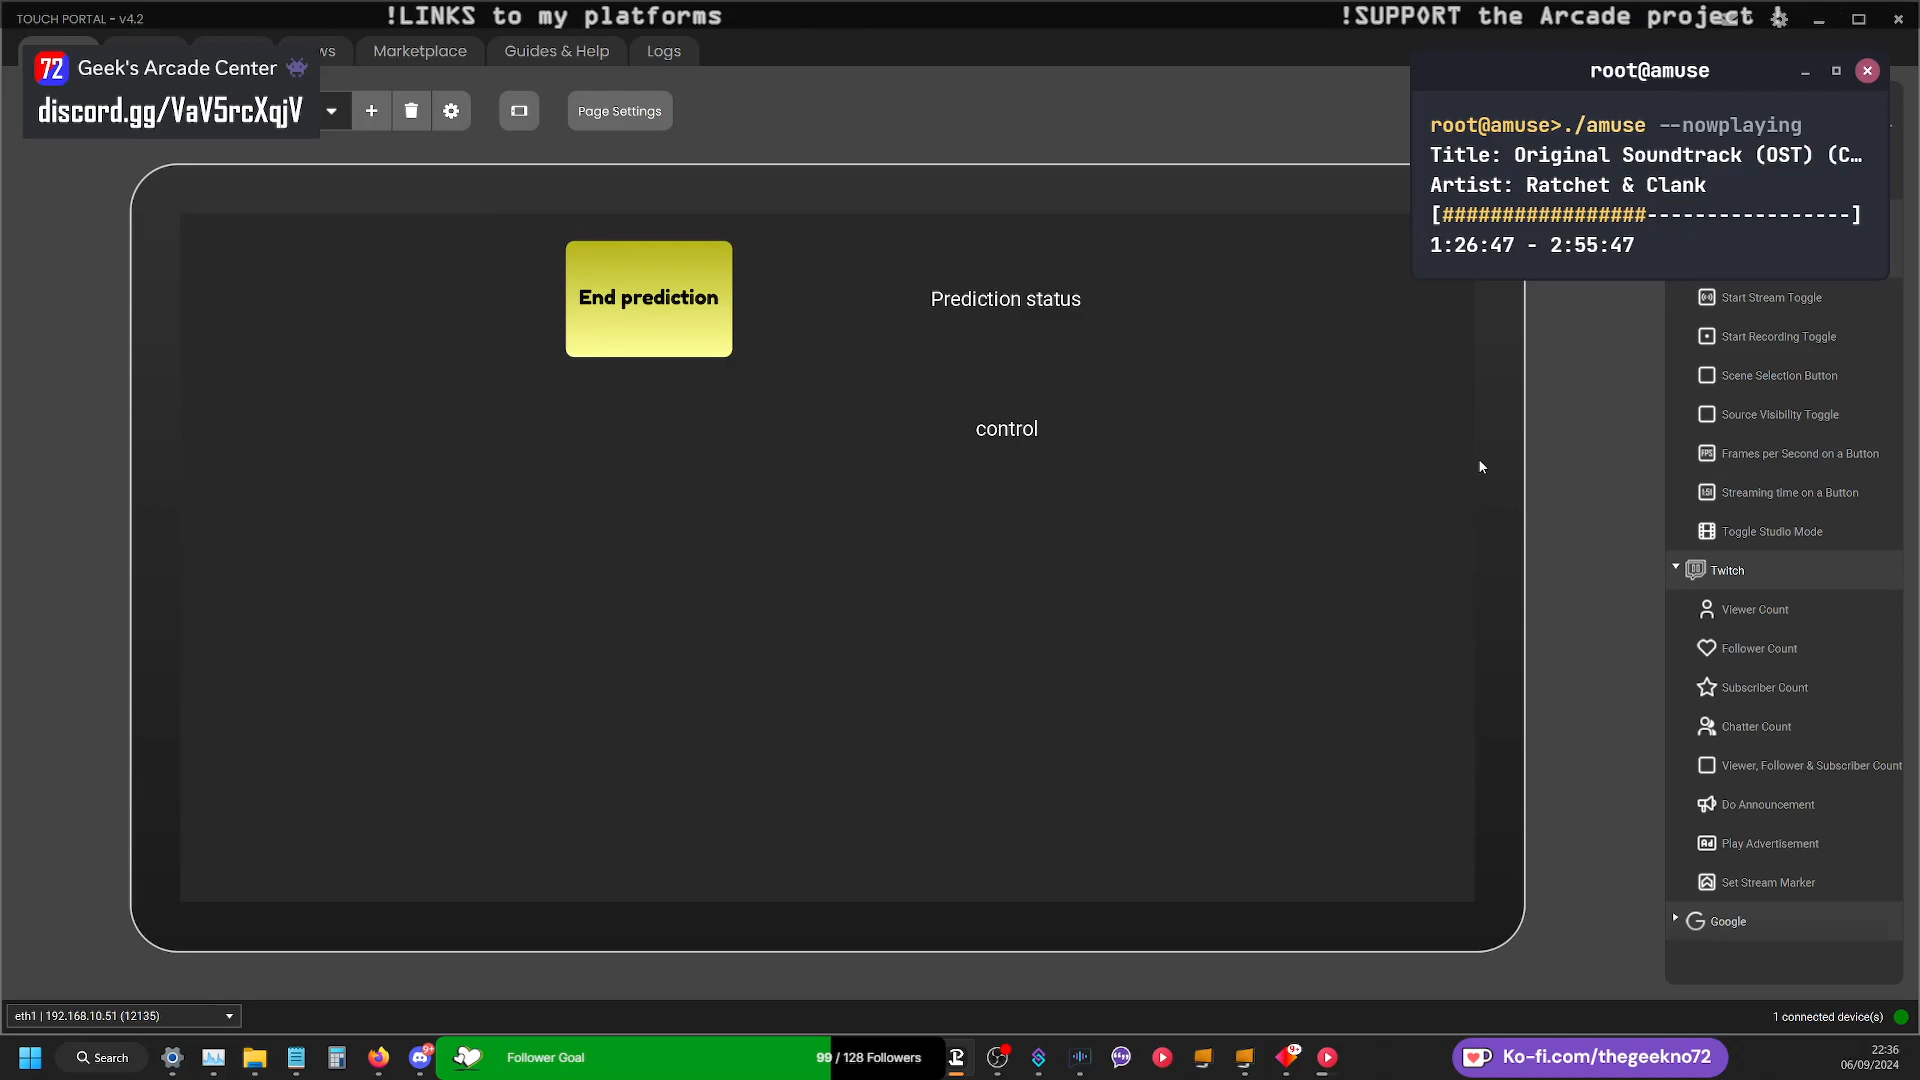 TOUCH PORTAL - v4.2
!LINKS to my platforms
!SUPPORT the Arcade project !
ws
Marketplace
Guides & Help
Logs
72 Geek's Arcade Center
discord.gg/VaV5rcXqjV
Page Settings
root@amuse
root@amuse>./amuse --nowplaying
Title: Original Soundtrack (OST) (C…
Artist: Ratchet & Clank
[#################-----------------]
1:26:47 - 2:55:47
End prediction
Prediction status
control
Start Stream Toggle
Start Recording Toggle
Scene Selection Button
Source Visibility Toggle
FPS Frames per Second on a Button
Streaming time on a Button
Toggle Studio Mode
Twitch
Viewer Count
Follower Count
Subscriber Count
Chatter Count
Viewer, Follower & Subscriber Count
Do Announcement
Ad Play Advertisement
Set Stream Marker
Google
eth1 | 192.168.10.51 (12135)
1 connected device(s)
Search
9+
Follower Goal
99 / 128 Followers
9+
Ko-fi.com/thegeekno72
22:36
06/09/2024